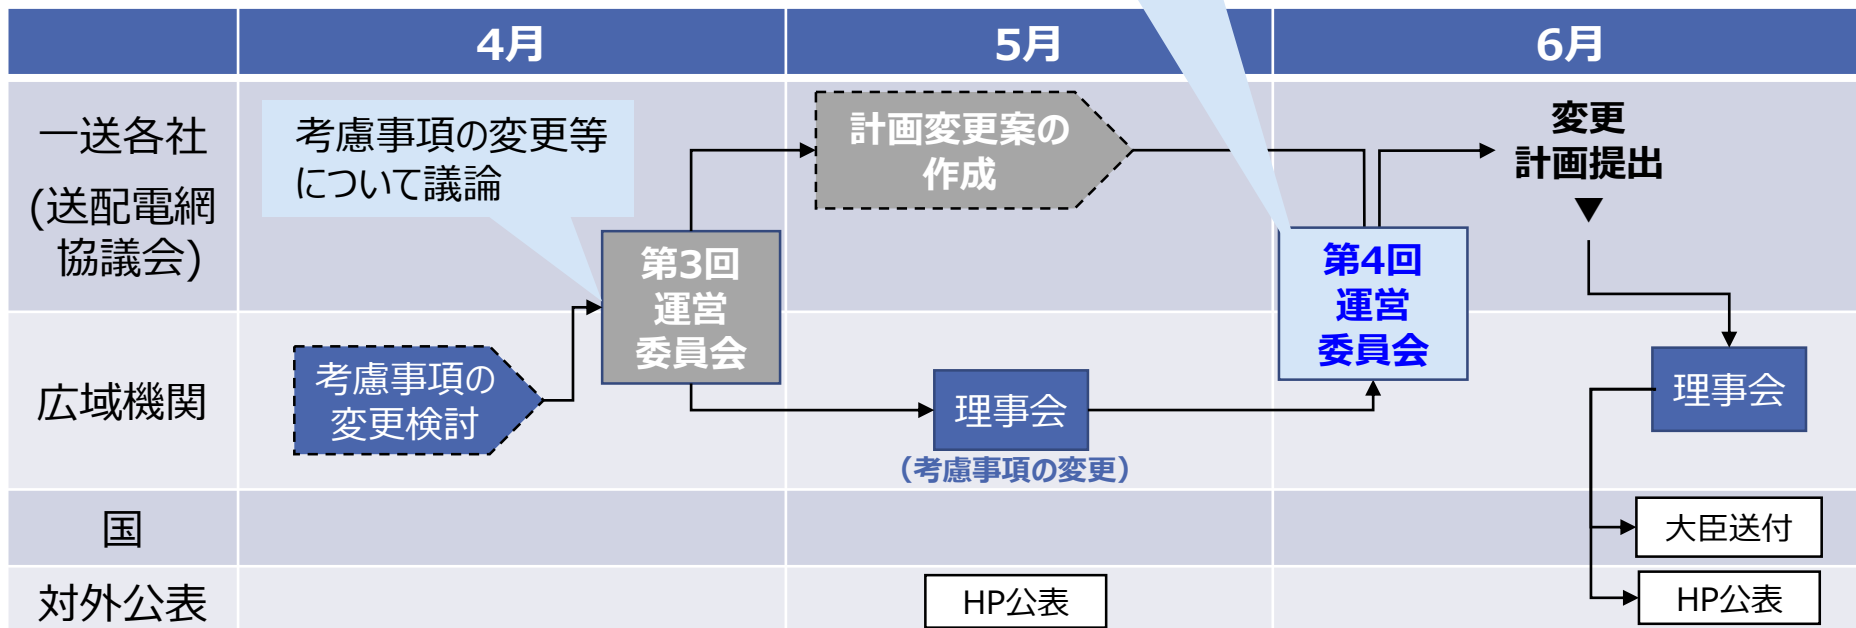 4月
5月
6月
一送各社
(送配電網
協議会)
考慮事項の変更等
について議論
計画変更案の
作成
変更
計画提出
▼
第3回
運営
委員会
第4回
運営
委員会
広域機関
考慮事項の
変更検討
理事会
(考慮事項の変更)
理事会
国
大臣送付
対外公表
HP公表
HP公表